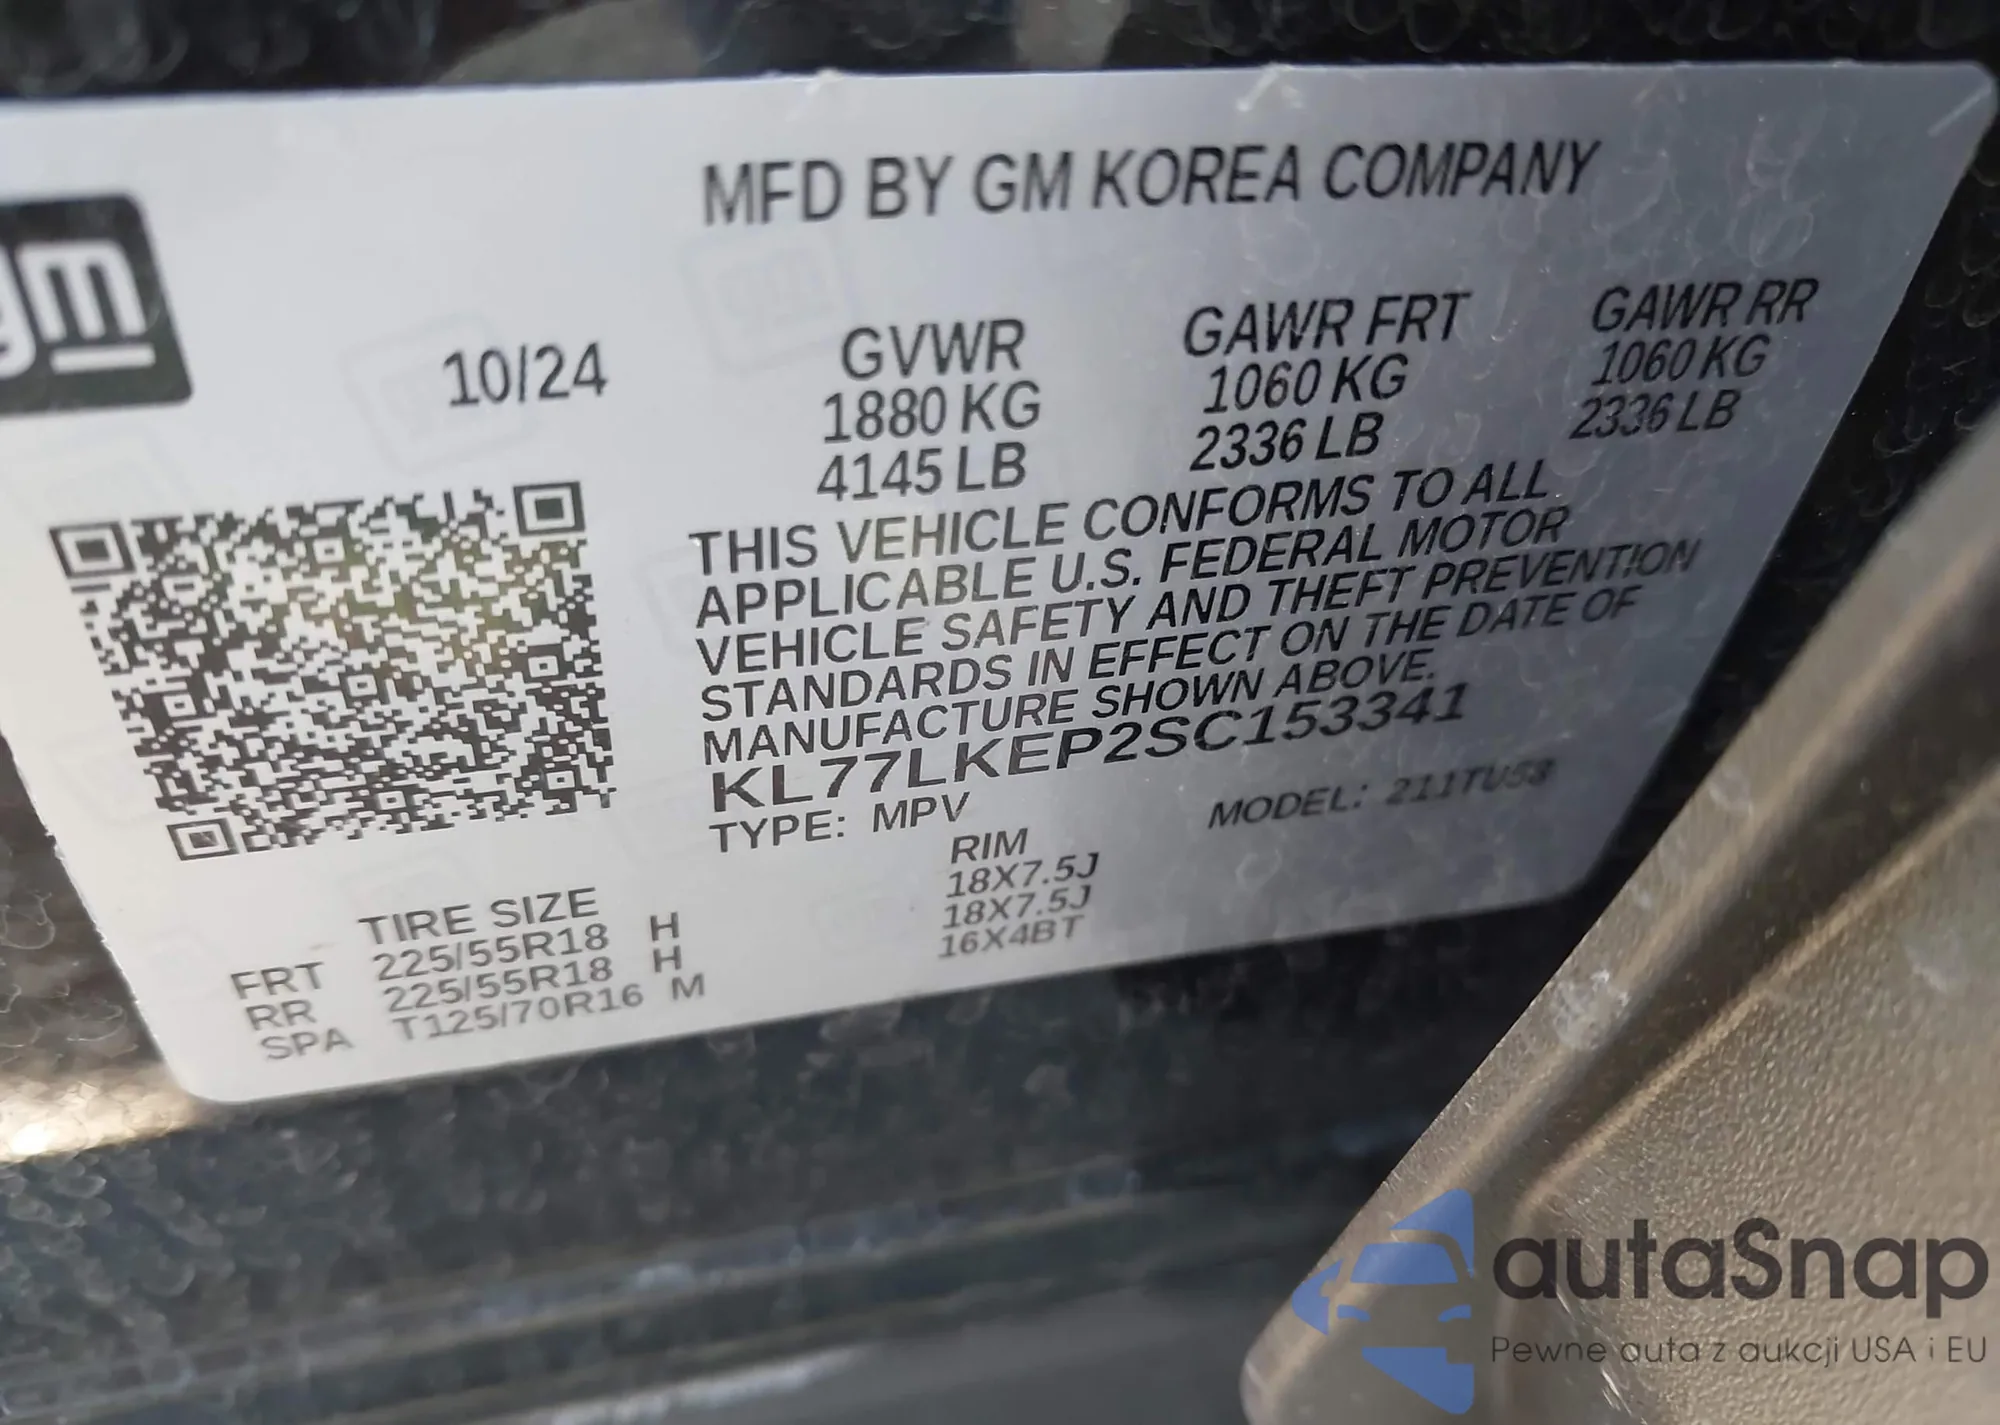 gm
MFD BY GM KOREA COMPANY
10/24
GVWR GAWR FRT GAWR RR
1880 KG 1060 KG 1060 KG
4145 LB 2336 LB 2336 LB
THIS VEHICLE CONFORMS TO ALL
APPLICABLE U.S. FEDERAL MOTOR
VEHICLE SAFETY AND THEFT PREVENTION
STANDARDS IN EFFECT ON THE DATE OF
MANUFACTURE SHOWN ABOVE.
KL77LKEP2SC153341
TYPE: MPV MODEL: 211TU58
TIRE SIZE RIM
FRT 225/55R18 H 18X7.5J
RR 225/55R18 H 18X7.5J
SPA T125/70R16 M 16X4BT
autaSnap
Pewne auta z aukcji USA i EU